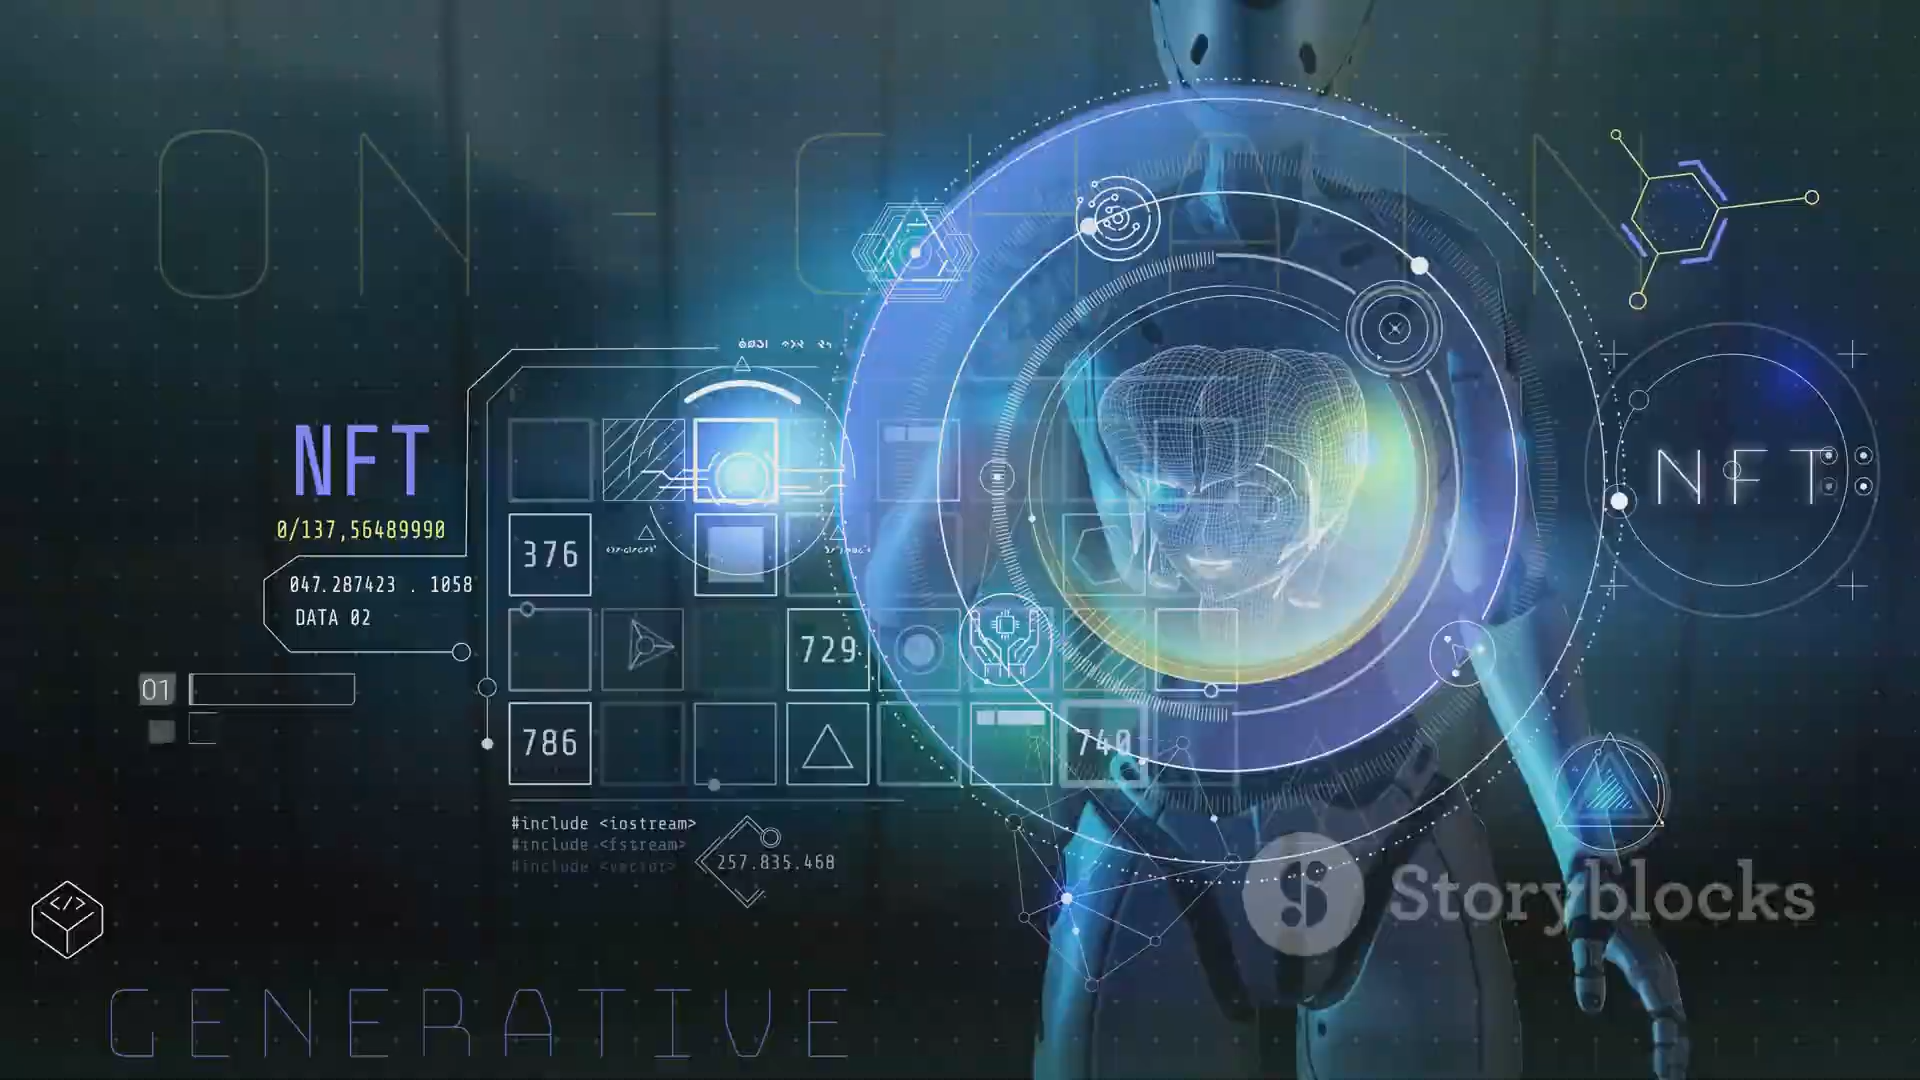 ON-CHAIN
NFT
0/137,56489990
047.287423 . 1058
DATA 02
01
376
729
786
740
NFT
#include <iostream>
#include <fstream>
#include <vector>
257.835.468
</>
Storyblocks
GENERATIVE